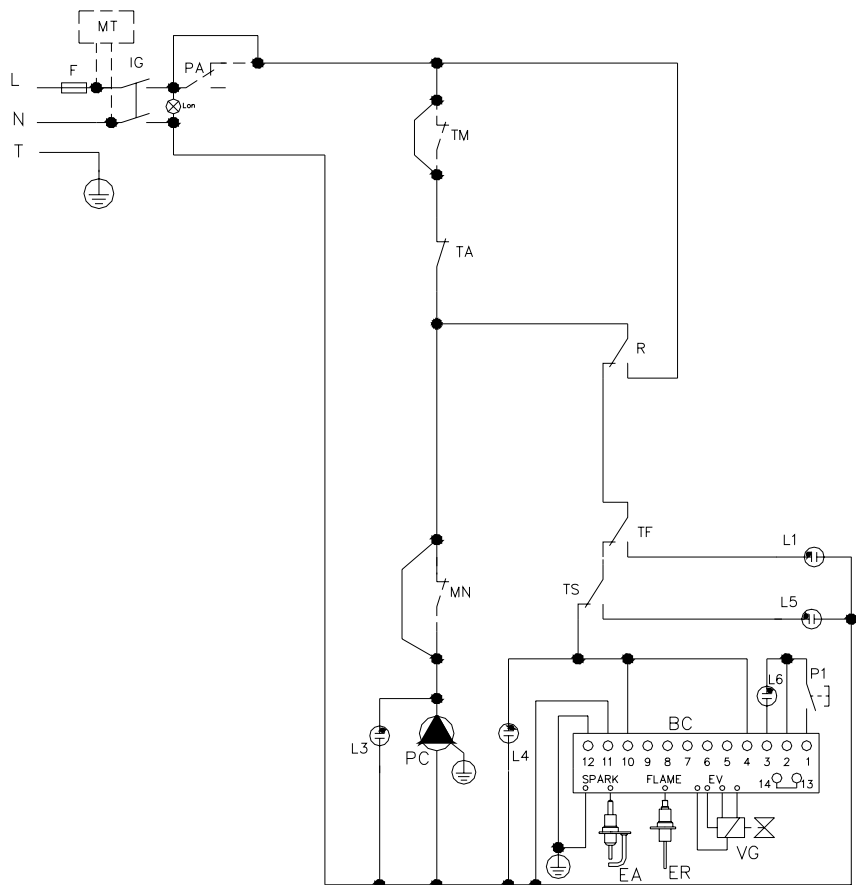 MT
F
IG
PA
L
Lon
N
T
TM
TA
R
TF
L1
TS
MN
L5
P1
L6
BC
L3
PC
L4
12 11 10 9 8 7 6 5 4 3 2 1
SPARK FLAME EV 14 13
EA ER VG